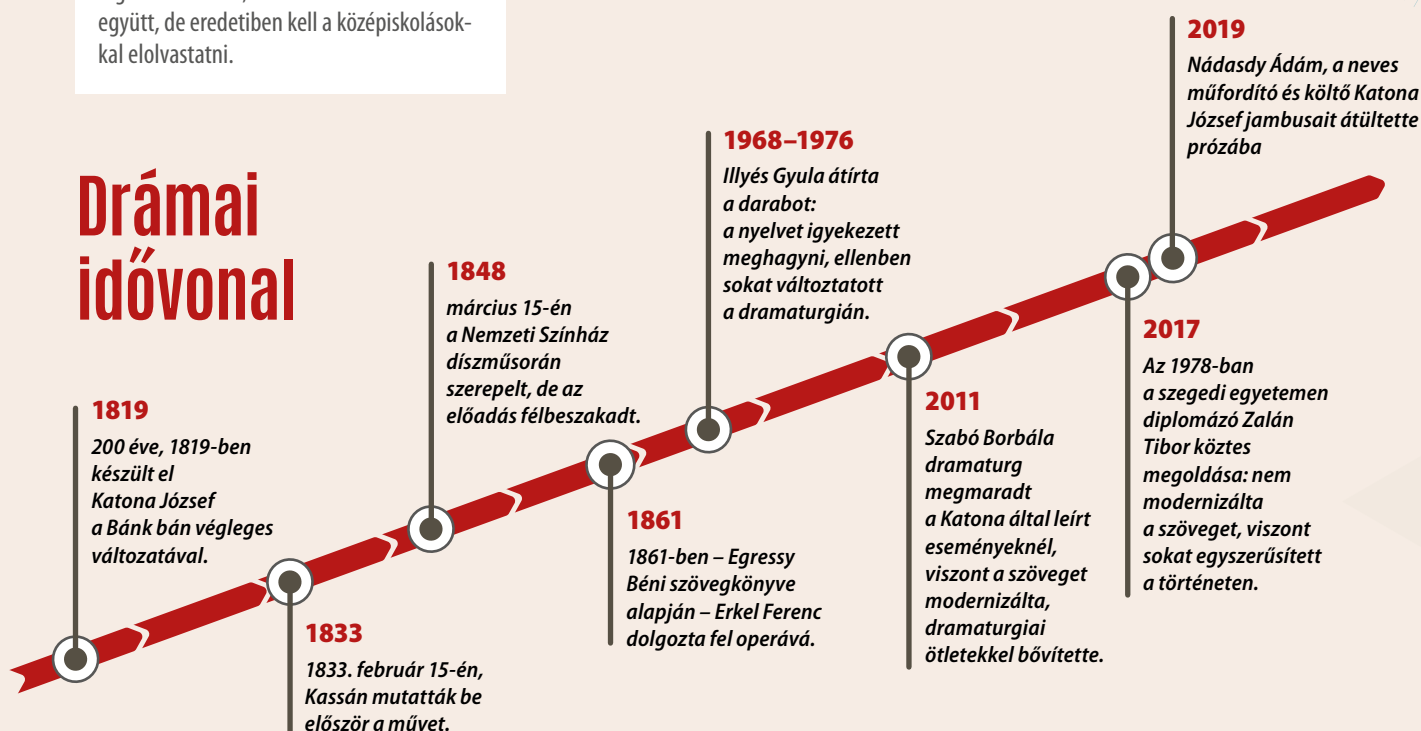 együtt, de eredetiben kell a középiskolások-
kal elolvastatni.
Drámai
idővonal
1819
200 éve, 1819-ben
készült el
Katona József
a Bánk bán végleges
változatával.
1833
1833. február 15-én,
Kassán mutatták be
először a művet.
1848
március 15-én
a Nemzeti Színház
díszműsorán
szerepelt, de az
előadás félbeszakadt.
1861
1861-ben – Egressy
Béni szövegkönyve
alapján – Erkel Ferenc
dolgozta fel operává.
1968–1976
Illyés Gyula átírta
a darabot:
a nyelvet igyekezett
meghagyni, ellenben
sokat változtatott
a dramaturgián.
2011
Szabó Borbála
dramaturg
megmaradt
a Katona által leírt
eseményeknél,
viszont a szöveget
modernizálta,
dramaturgiai
ötletekkel bővítette.
2017
Az 1978-ban
a szegedi egyetemen
diplomázó Zalán
Tibor köztes
megoldása: nem
modernizálta
a szöveget, viszont
sokat egyszerűsített
a történeten.
2019
Nádasdy Ádám, a neves
műfordító és költő Katona
József jambusait átültette
prózába